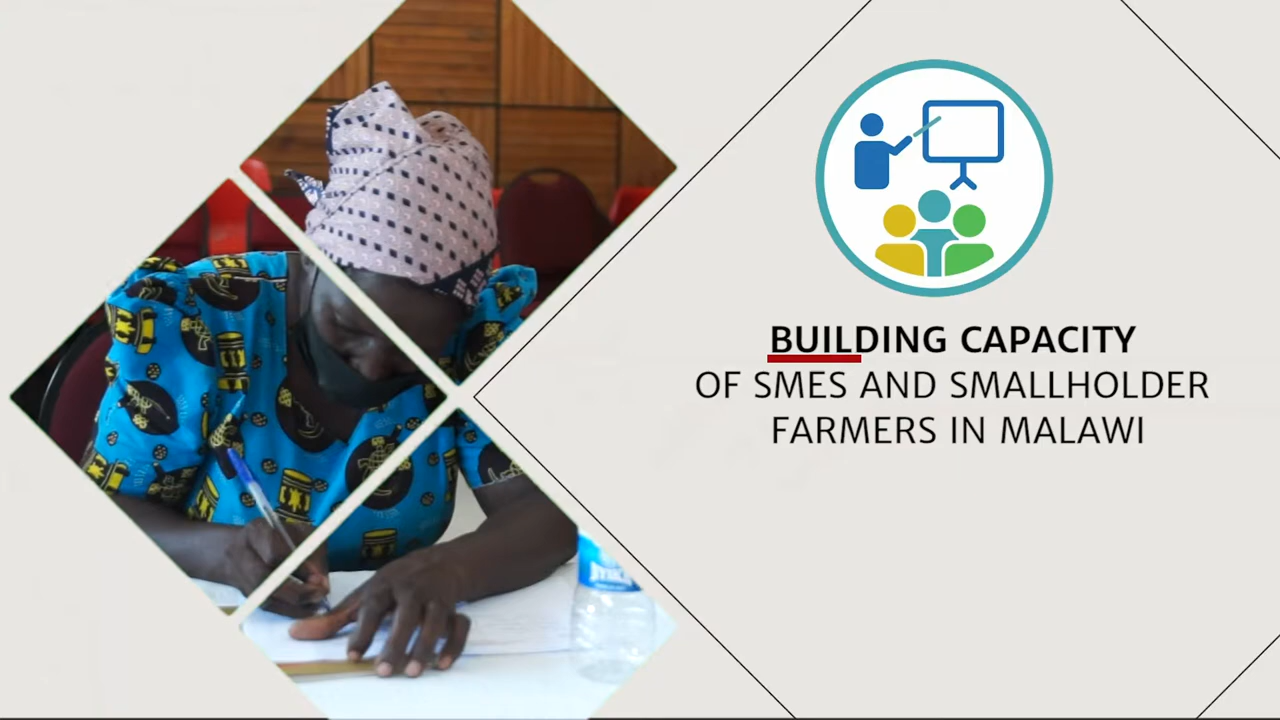 BUILDING CAPACITY
OF SMES AND SMALLHOLDER
FARMERS IN MALAWI